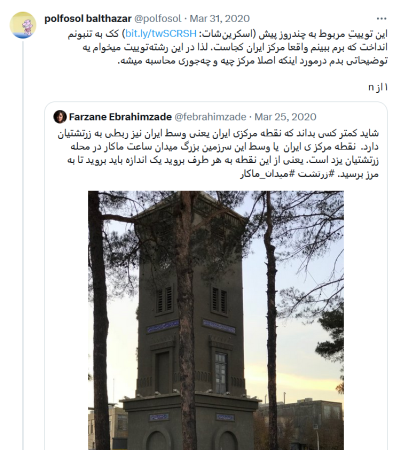 polfosol balthazar @polfosol · Mar 31, 2020
این توییتِ مربوط به چندروز پیش (اسکرین‌شات: bit.ly/twSCRSH) کک به تنبونم
انداخت که برم ببینم واقعا مرکز ایران کجاست. لذا در این رشته‌توییت میخوام یه
توضیحاتی بدم درمورد اینکه اصلا مرکز چیه و چه‌جوری محاسبه میشه.
۱ از n
Farzane Ebrahimzade @febrahimzade · Mar 25, 2020
شاید کمتر کسی بداند که نقطه مرکزی ایران یعنی وسط ایران نیز ربطی به زرتشتیان
دارد. نقطه مرکز ی ایران یا وسط این سرزمین بزرگ میدان ساعت ماکار در محله
زرتشتیان یزد است. یعنی از این نقطه به هر طرف بروید یک اندازه باید بروید تا به
مرز برسید. #زرتشت #میدان_ماکار